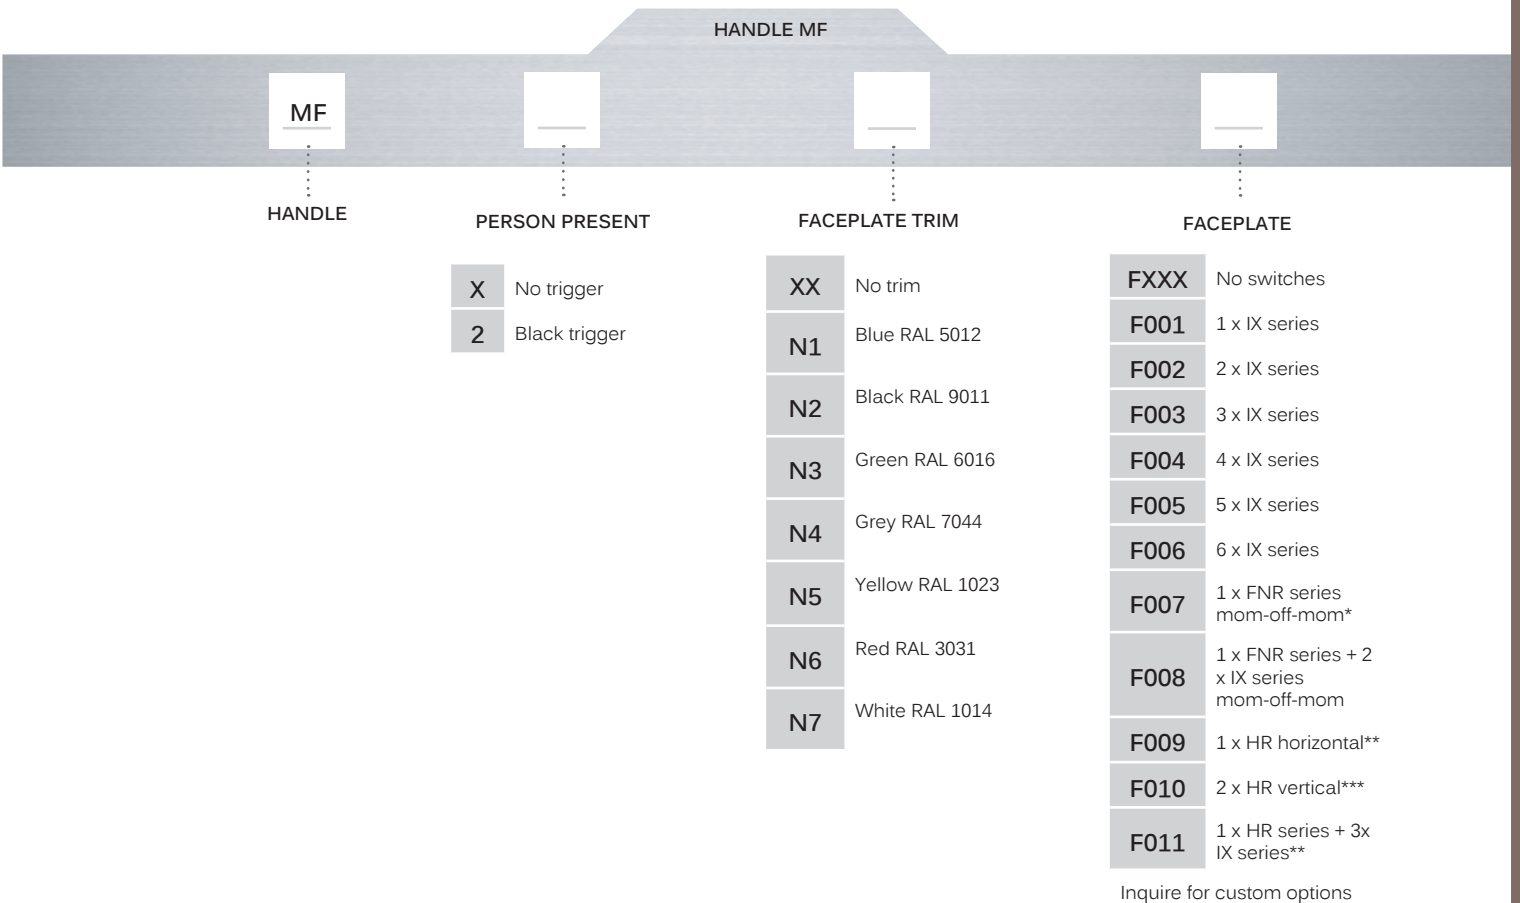 HANDLE MF
MF
HANDLE
PERSON PRESENT
X No trigger
2 Black trigger
FACEPLATE TRIM
XX No trim
N1 Blue RAL 5012
N2 Black RAL 9011
N3 Green RAL 6016
N4 Grey RAL 7044
N5 Yellow RAL 1023
N6 Red RAL 3031
N7 White RAL 1014
FACEPLATE
FXXX No switches
F001 1 x IX series
F002 2 x IX series
F003 3 x IX series
F004 4 x IX series
F005 5 x IX series
F006 6 x IX series
F007 1 x FNR series
mom-off-mom*
F008 1 x FNR series + 2
x IX series
mom-off-mom
F009 1 x HR horizontal**
F010 2 x HR vertical***
F011 1 x HR series + 3x
IX series**
Inquire for custom options